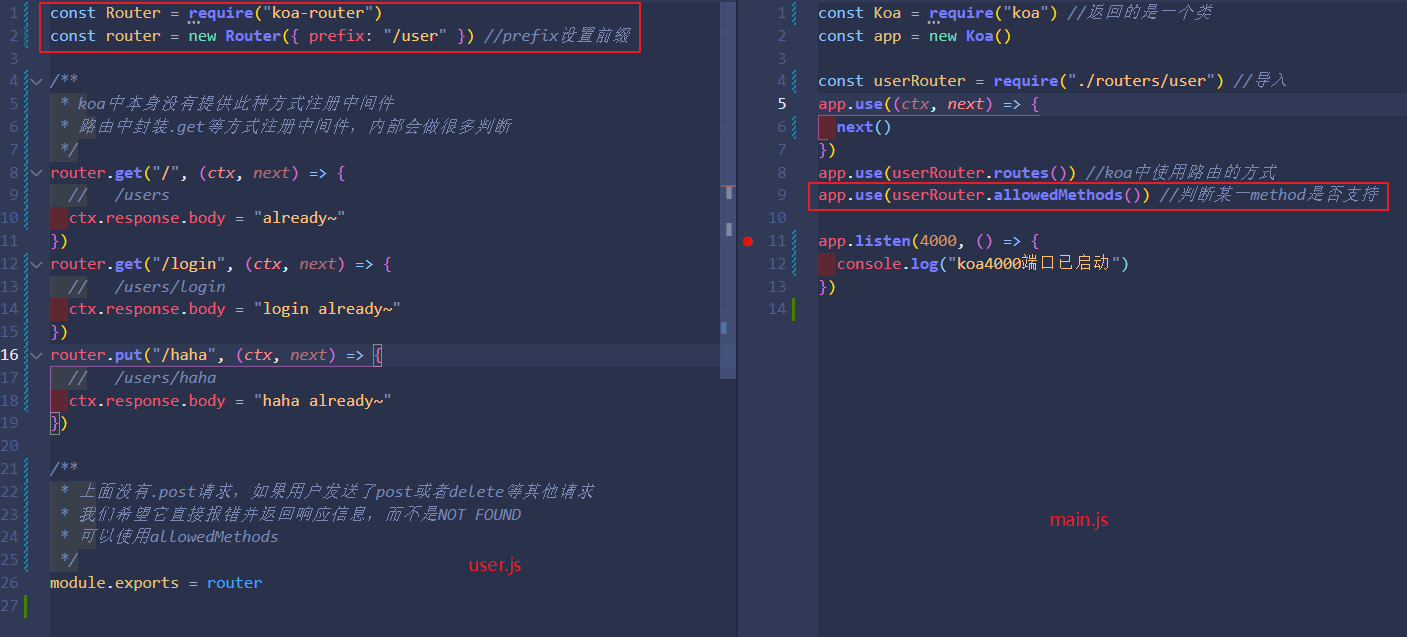 1 const Router = require("koa-router")
2 const router = new Router({ prefix: "/user" }) //prefix设置前缀
3
4 /**
5 * koa中本身没有提供此种方式注册中间件
6 * 路由中封装.get等方式注册中间件，内部会做很多判断
7 */
8 router.get("/", (ctx, next) => {
9 // /users
10 ctx.response.body = "already~"
11 })
12 router.get("/login", (ctx, next) => {
13 // /users/login
14 ctx.response.body = "login already~"
15 })
16 router.put("/haha", (ctx, next) => {
17 // /users/haha
18 ctx.response.body = "haha already~"
19 })
20
21 /**
22 * 上面没有.post请求，如果用户发送了post或者delete等其他请求
23 * 我们希望它直接报错并返回响应信息，而不是NOT FOUND
24 * 可以使用allowedMethods
25 */
user.js
26 module.exports = router
27
1 const Koa = require("koa") //返回的是一个类
2 const app = new Koa()
3
4 const userRouter = require("./routers/user") //导入
5 app.use((ctx, next) => {
6 next()
7 })
8 app.use(userRouter.routes()) //koa中使用路由的方式
9 app.use(userRouter.allowedMethods()) //判断某一method是否支持
10
11 app.listen(4000, () => {
12 console.log("koa4000端口已启动")
13 })
14
main.js